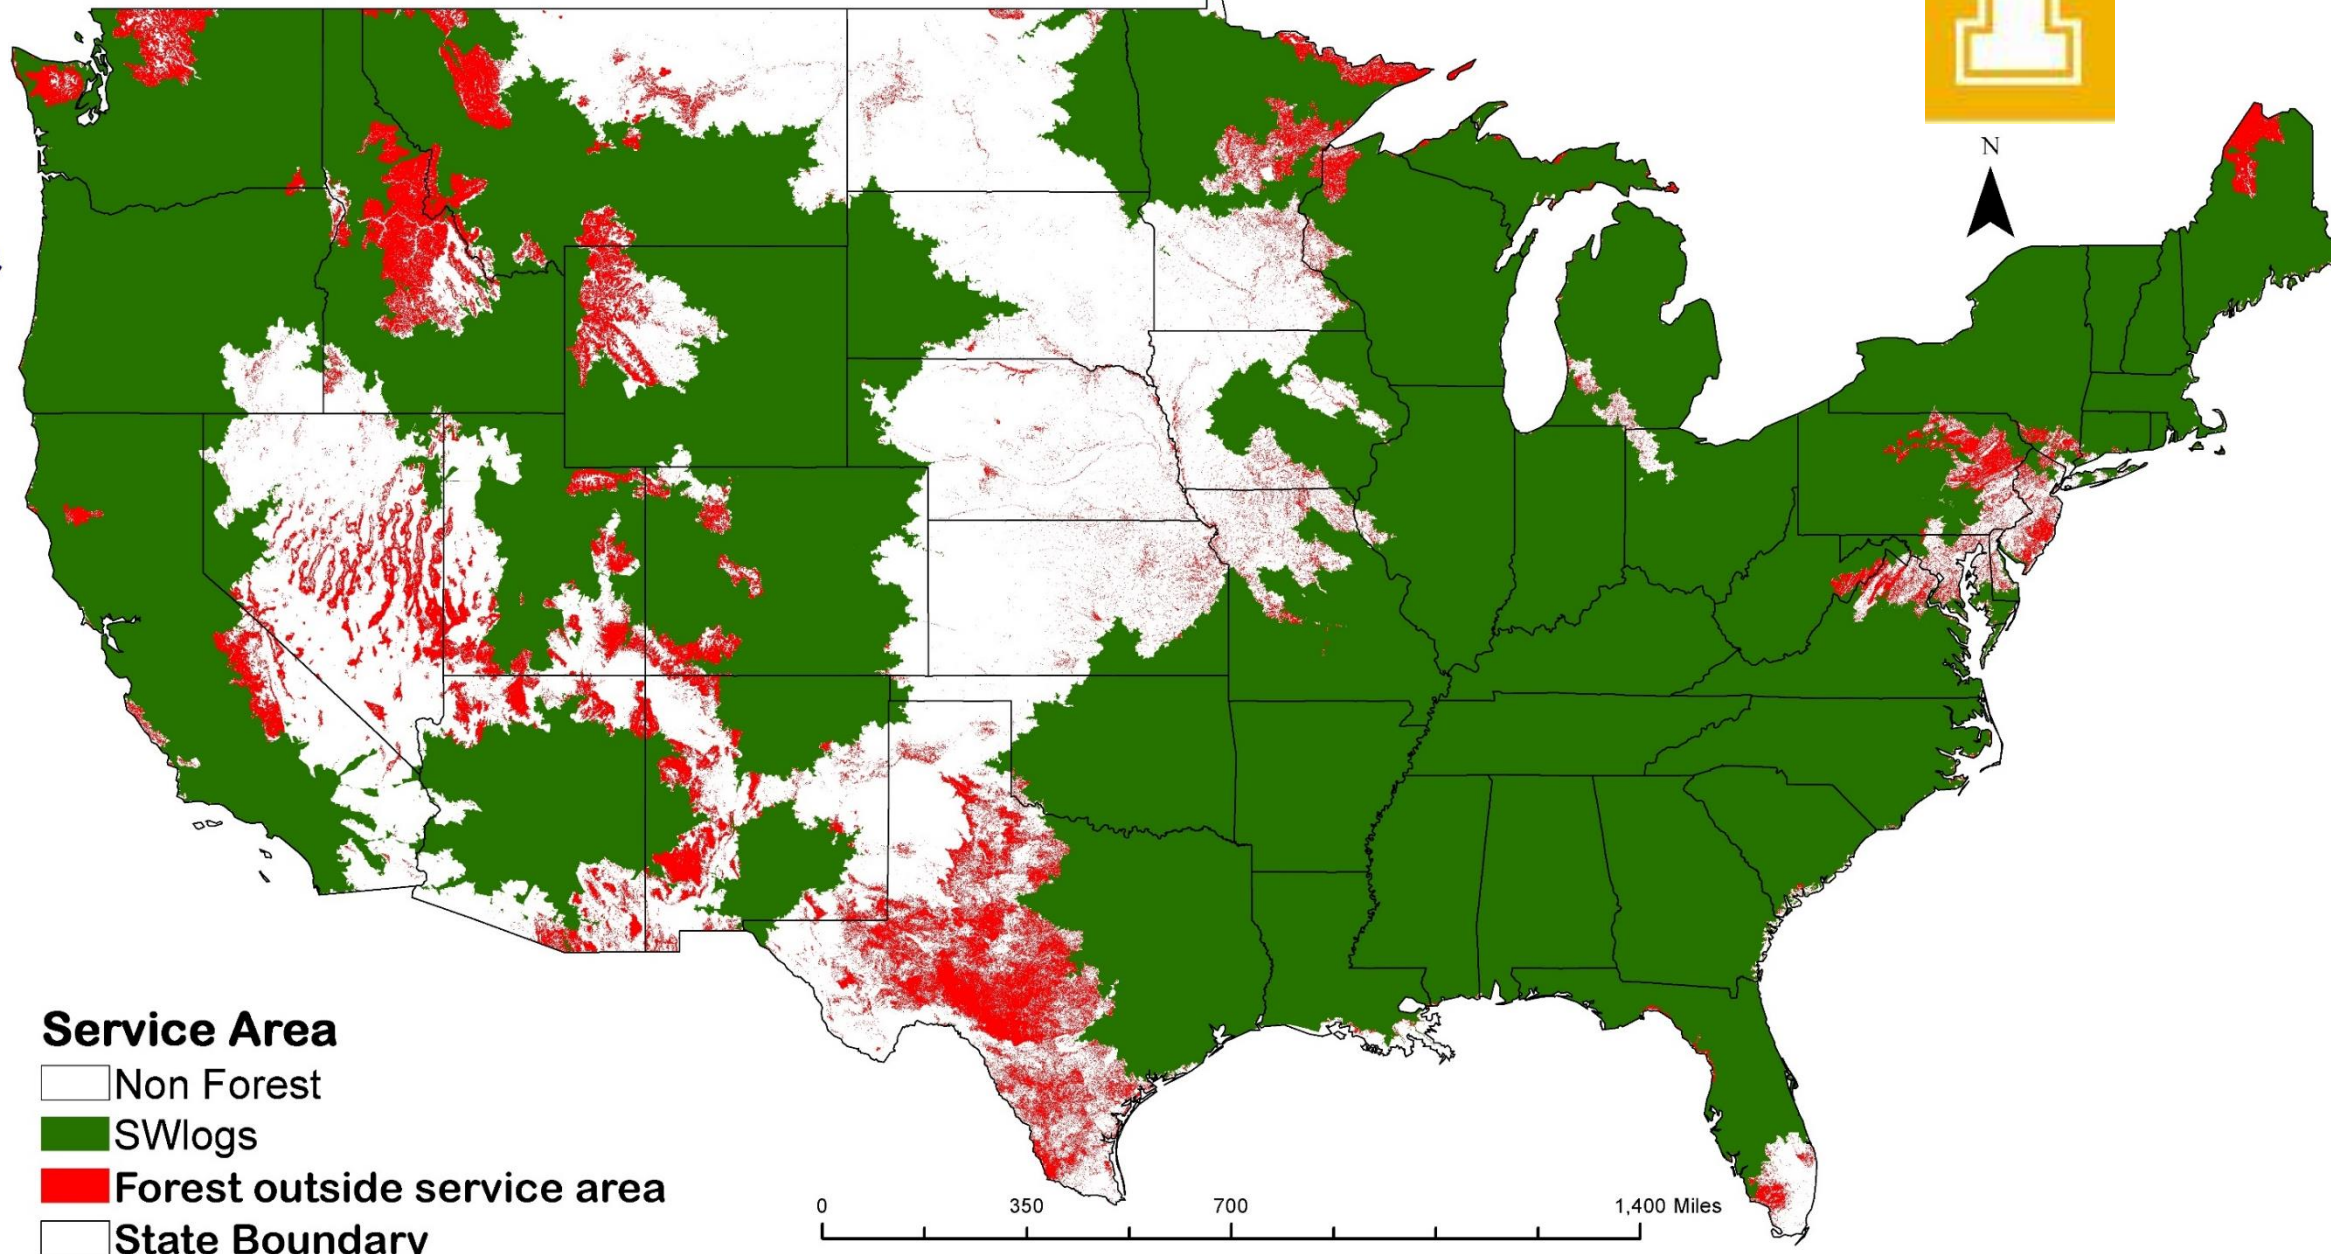 N
Service Area
Non Forest
SWlogs
Forest outside service area
State Boundary
0 350 700 1,400 Miles